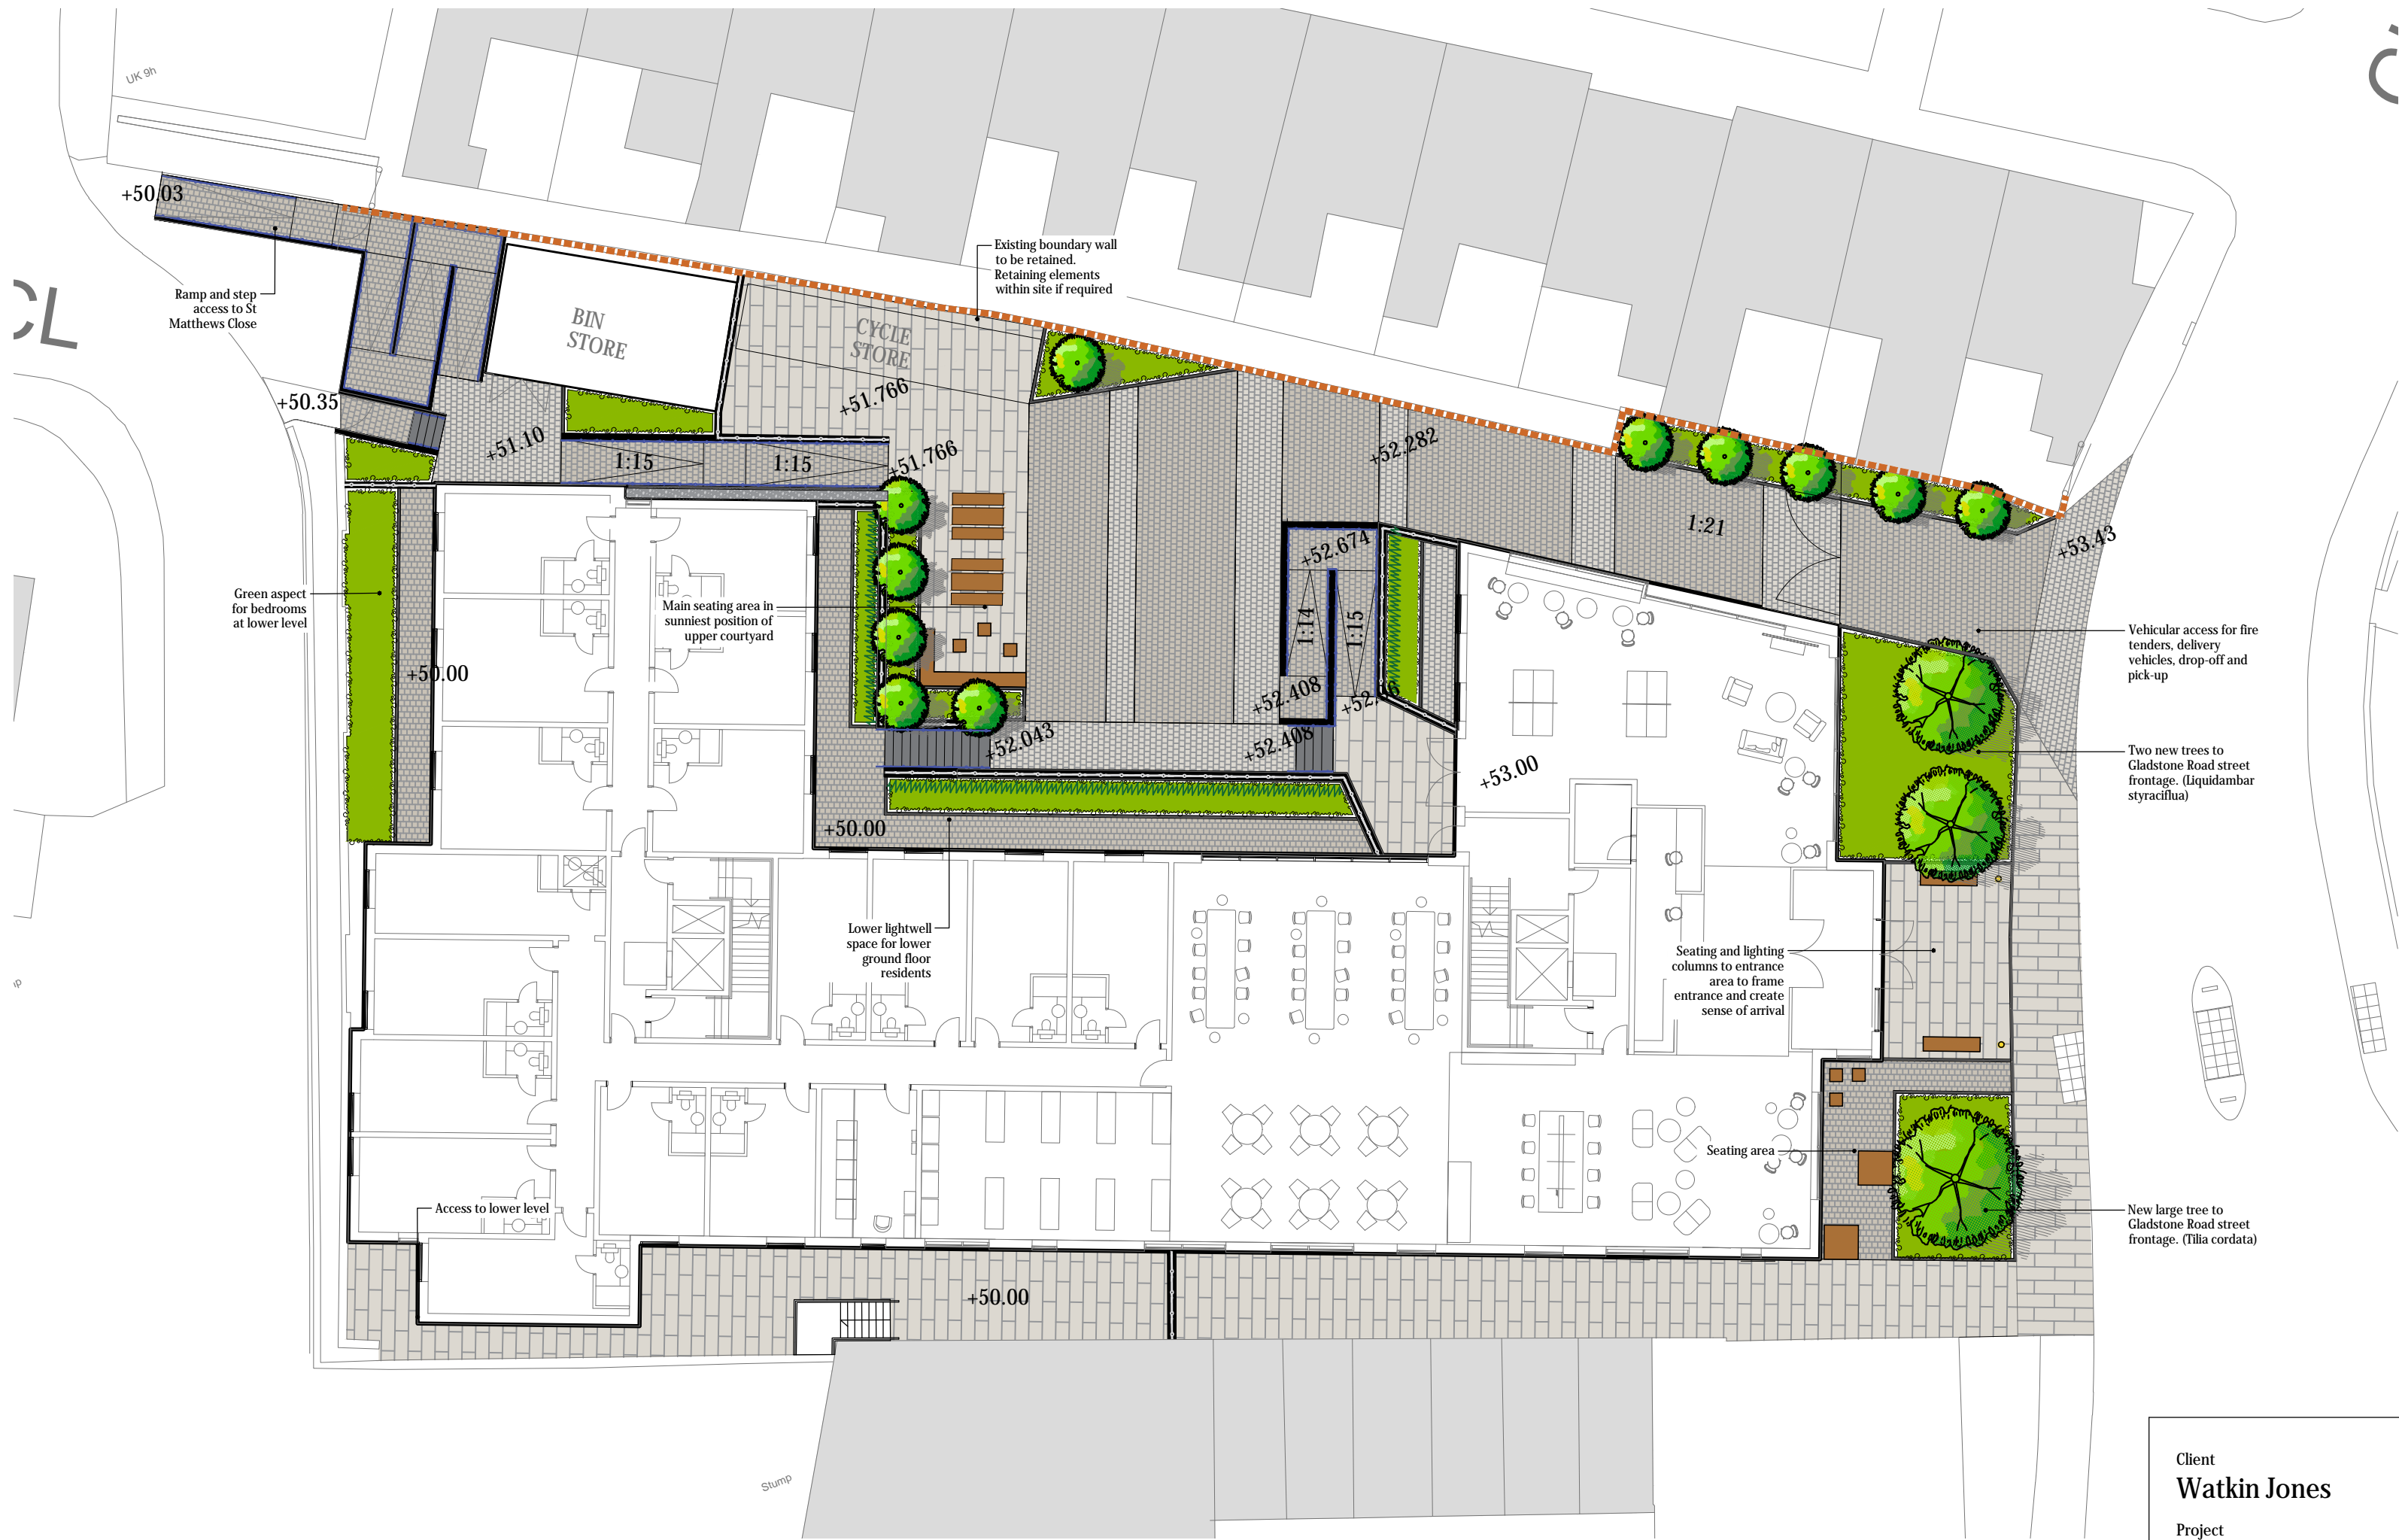 UK 9h
+50.03
CL
Ramp and step
access to St
Matthews Close
BIN
STORE
CYCLE
STORE
Existing boundary wall
to be retained.
Retaining elements
within site if required
+51.766
+50.35
+51.10
1:15
1:15
+51.766
+52.282
1:21
+53.43
+52.674
1:14
1:15
Green aspect
for bedrooms
at lower level
Main seating area in
sunniest position of
upper courtyard
+50.00
+52.408
+52.043
+52.408
+53.00
Vehicular access for fire
tenders, delivery
vehicles, drop-off and
pick-up
Two new trees to
Gladstone Road street
frontage. (Liquidambar
styraciflua)
+50.00
Lower lightwell
space for lower
ground floor
residents
Seating and lighting
columns to entrance
area to frame
entrance and create
sense of arrival
Seating area
Access to lower level
New large tree to
Gladstone Road street
frontage. (Tilia cordata)
+50.00
Stump
Client
Watkin Jones
Project